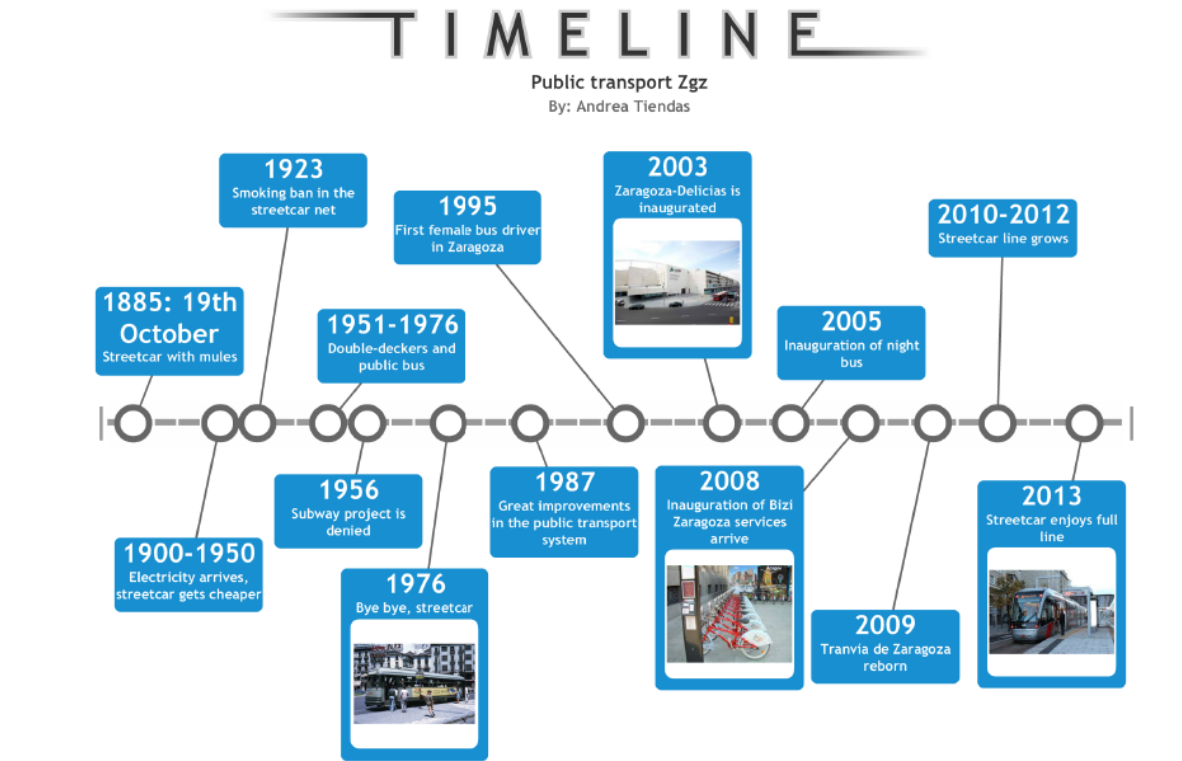 TIMELINE
Public transport Zgz
By: Andrea Tiendas
1885: 19th
October
Streetcar with mules
1900-1950
Electricity arrives,
streetcar gets cheaper
1923
Smoking ban in the
streetcar net
1951-1976
Double-deckers and
public bus
1956
Subway project is
denied
1976
Bye bye, streetcar
1987
Great improvements
in the public transport
system
1995
First female bus driver
in Zaragoza
2003
Zaragoza-Delicias is
inaugurated
2005
Inauguration of night
bus
2008
Inauguration of Bizi
Zaragoza services
arrive
2009
Tranvia de Zaragoza
reborn
2010-2012
Streetcar line grows
2013
Streetcar enjoys full
line